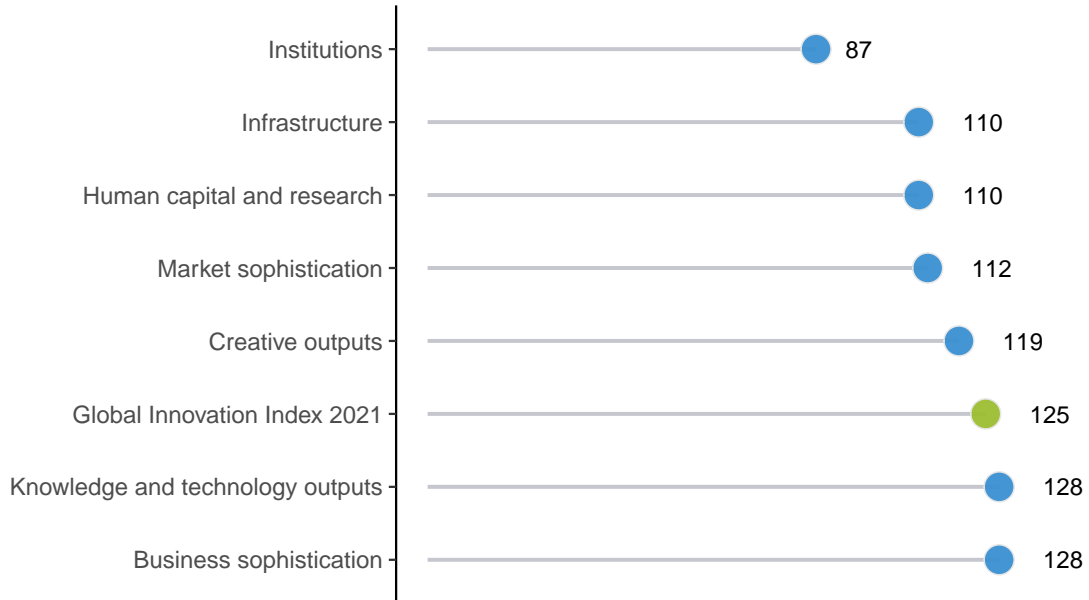 Institutions 87
Infrastructure 110
Human capital and research 110
Market sophistication 112
Creative outputs 119
Global Innovation Index 2021 125
Knowledge and technology outputs 128
Business sophistication 128